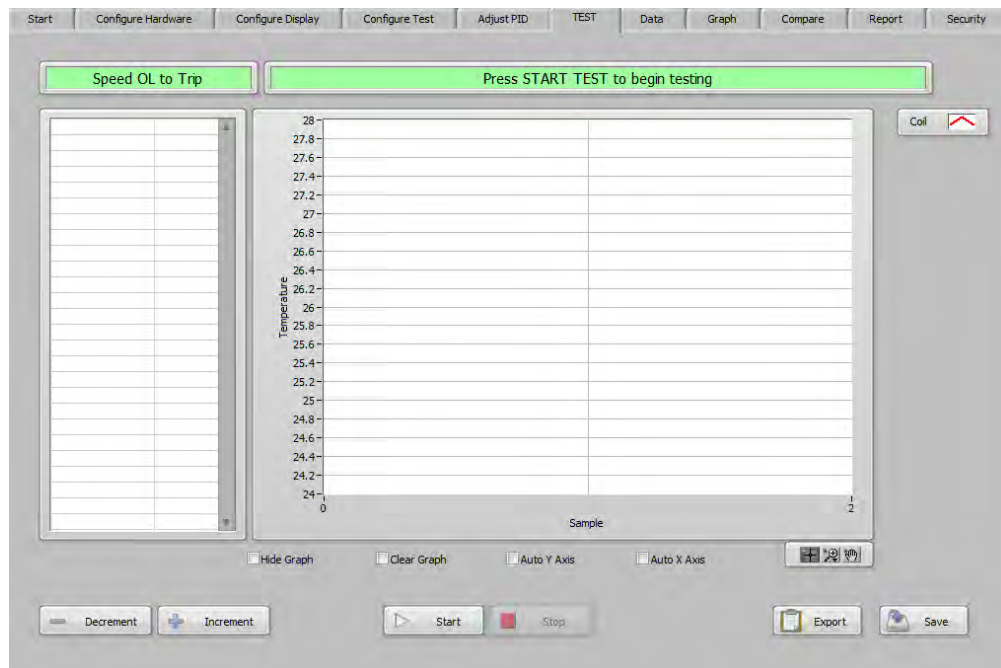 Start Configure Hardware Configure Display Configure Test Adjust PID TEST Data Graph Compare Report Security
Speed OL to Trip
Press START TEST to begin testing
Coil
28
27.8
27.6
27.4
27.2
27
26.8
26.6
26.4
26.2
26
25.8
25.6
25.4
25.2
25
24.8
24.6
24.4
24.2
24
Temperature
0 2
Sample
Hide Graph Clear Graph Auto Y Axis Auto X Axis
Decrement Increment Start Stop Export Save